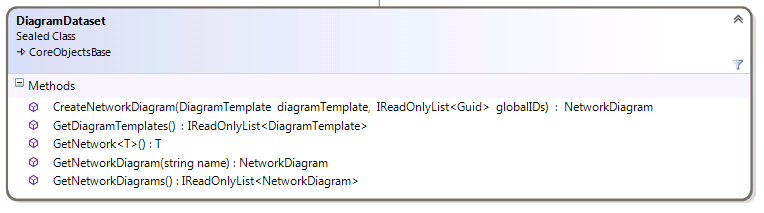 DiagramDataset
Sealed Class
CoreObjectsBase
Methods
CreateNetworkDiagram(DiagramTemplate diagramTemplate, IReadOnlyList<Guid> globalIDs) : NetworkDiagram
GetDiagramTemplates() : IReadOnlyList<DiagramTemplate>
GetNetwork<T>() : T
GetNetworkDiagram(string name) : NetworkDiagram
GetNetworkDiagrams() : IReadOnlyList<NetworkDiagram>